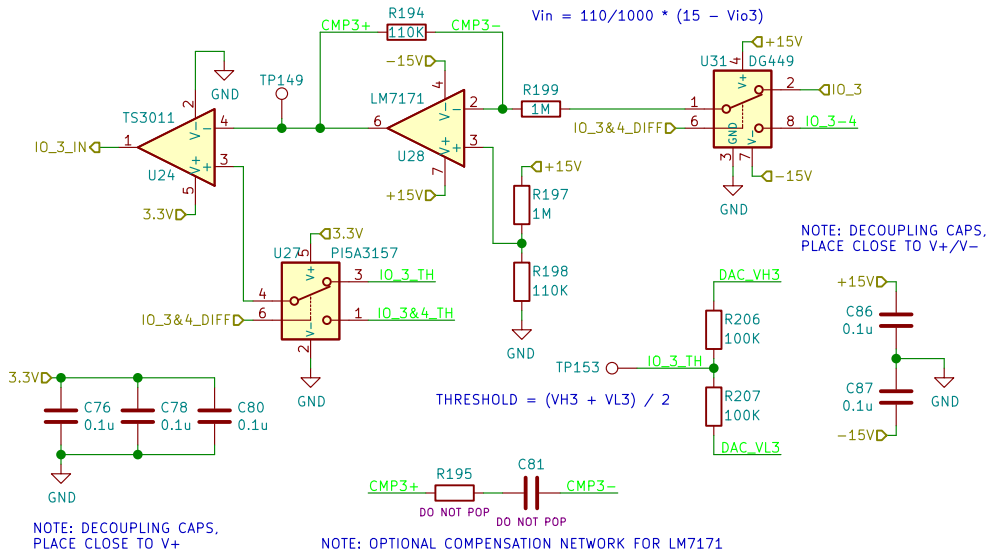 Vin = 110/1000 * (15 - Vio3)
R194
CMP3+
110K
CMP3-
-15V
+15V
U31
4
DG449
GND
TP149
LM7171
4
V-
2
R199
1M
1
V+
2
IO_3
6
GND
V-
8
IO_3-4
IO_3&4_DIFF
3
7
-15V
GND
2
TS3011
V-
4
6
3
IO_3_IN
1
V+
3
U24
5
3.3V
U28
V+
7
+15V
+15V
R197
1M
R198
110K
GND
NOTE: DECOUPLING CAPS,
PLACE CLOSE TO V+/V-
3.3V
U27
5
PI5A3157
V+
3
IO_3_TH
4
6
V-
1
IO_3&4_TH
IO_3&4_DIFF
2
GND
DAC_VH3
R206
100K
TP153
IO_3_TH
R207
100K
DAC_VL3
+15V
C86
0.1u
GND
C87
0.1u
-15V
THRESHOLD = (VH3 + VL3) / 2
3.3V
C76
0.1u
C78
0.1u
C80
0.1u
GND
CMP3+
R195
C81
CMP3-
DO NOT POP
DO NOT POP
NOTE: DECOUPLING CAPS,
PLACE CLOSE TO V+
NOTE: OPTIONAL COMPENSATION NETWORK FOR LM7171